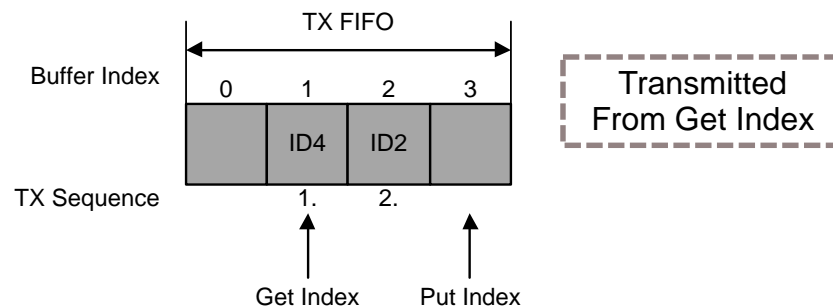 TX FIFO
Buffer Index
0 1 2 3
ID4 ID2
TX Sequence
1. 2.
Get Index Put Index
Transmitted
From Get Index